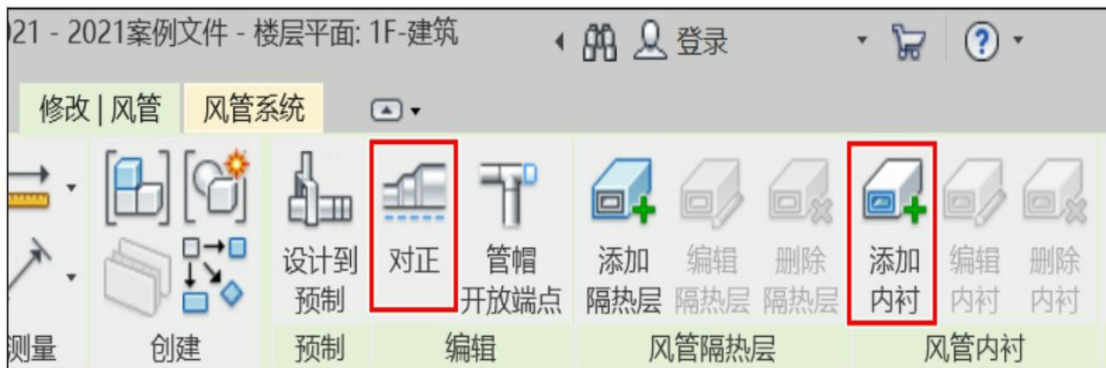 021 - 2021案例文件 - 楼层平面: 1F-建筑 登录
修改 | 风管 风管系统
设计到 对正 管帽 添加 编辑 删除 添加 编辑 删除
预制 开放端点 隔热层 隔热层 隔热层 内衬 内衬 内衬
测量 创建 预制 编辑 风管隔热层 风管内衬